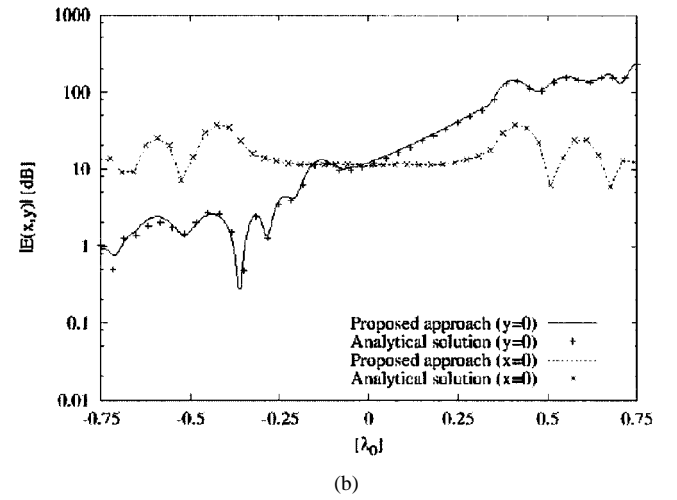 1000
100
10
1
0.1
0.01
|E(x,y)| [dB]
Proposed approach (y=0)
Analytical solution (y=0)
Proposed approach (x=0)
Analytical solution (x=0)
-0.75 -0.5 -0.25 0 0.25 0.5 0.75
[λ0]
(b)